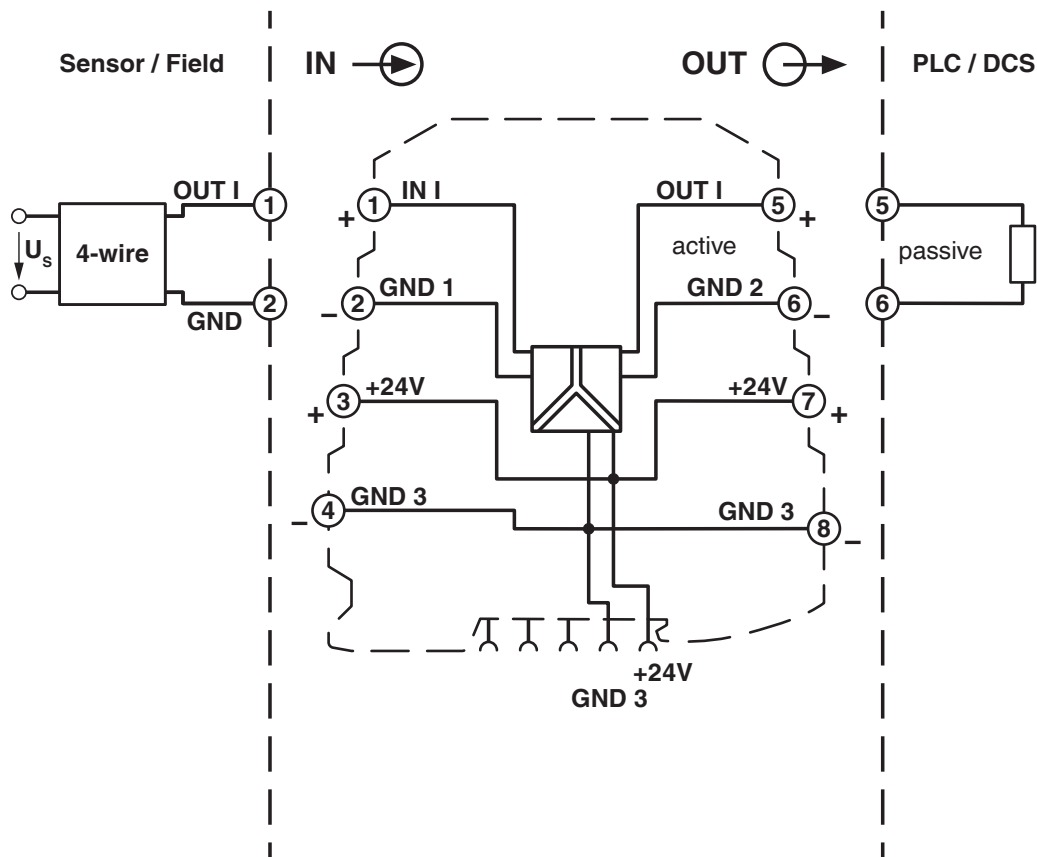 Sensor / Field
IN
OUT
PLC / DCS
OUT I
1
1
IN I
OUT I
5
5
+
+
U_S
4-wire
active
passive
GND
2
2
GND 1
GND 2
6
6
–
–
3
+24V
+24V
7
+
+
4
GND 3
GND 3
8
–
–
+24V
GND 3